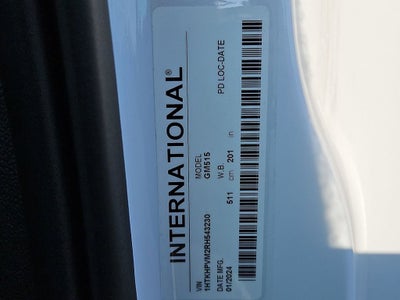 INTERNATIONAL®
VIN
1HTKHPVM2RH543230
MODEL
GM515
PD LOC-DATE
DATE MFG.
01/2024
W.B.
511 cm 201 in